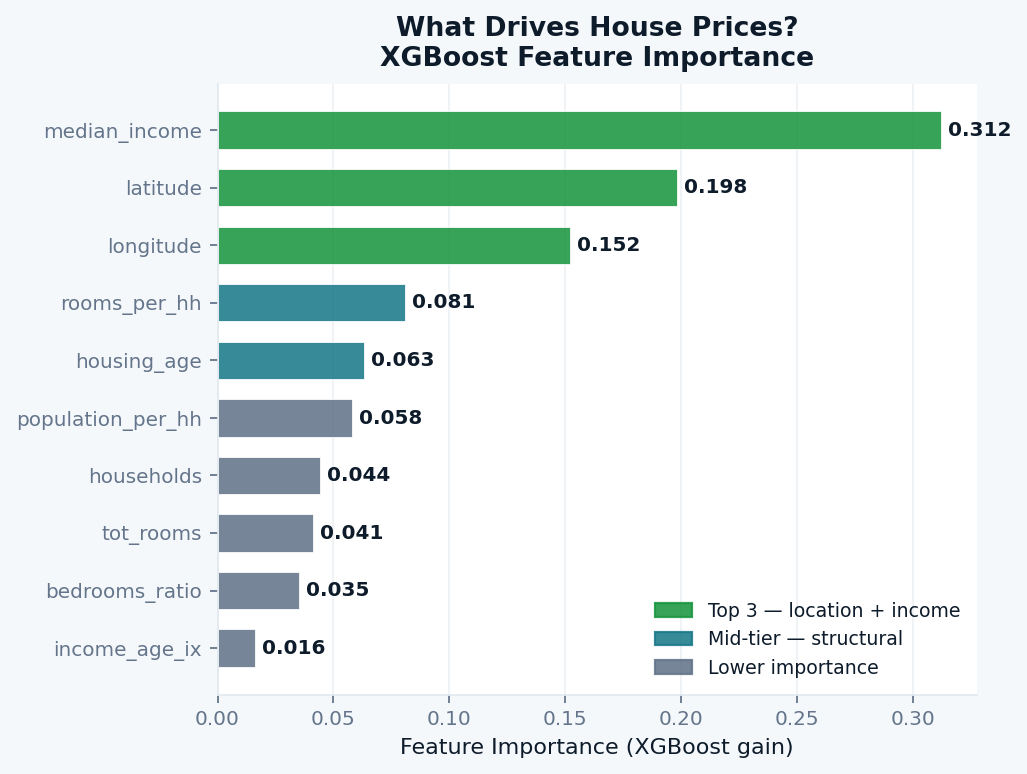 What Drives House Prices?
XGBoost Feature Importance
median_income 0.312
latitude 0.198
longitude 0.152
rooms_per_hh 0.081
housing_age 0.063
population_per_hh 0.058
households 0.044
tot_rooms 0.041
bedrooms_ratio 0.035
income_age_ix 0.016
Top 3 — location + income
Mid-tier — structural
Lower importance
0.00 0.05 0.10 0.15 0.20 0.25 0.30
Feature Importance (XGBoost gain)